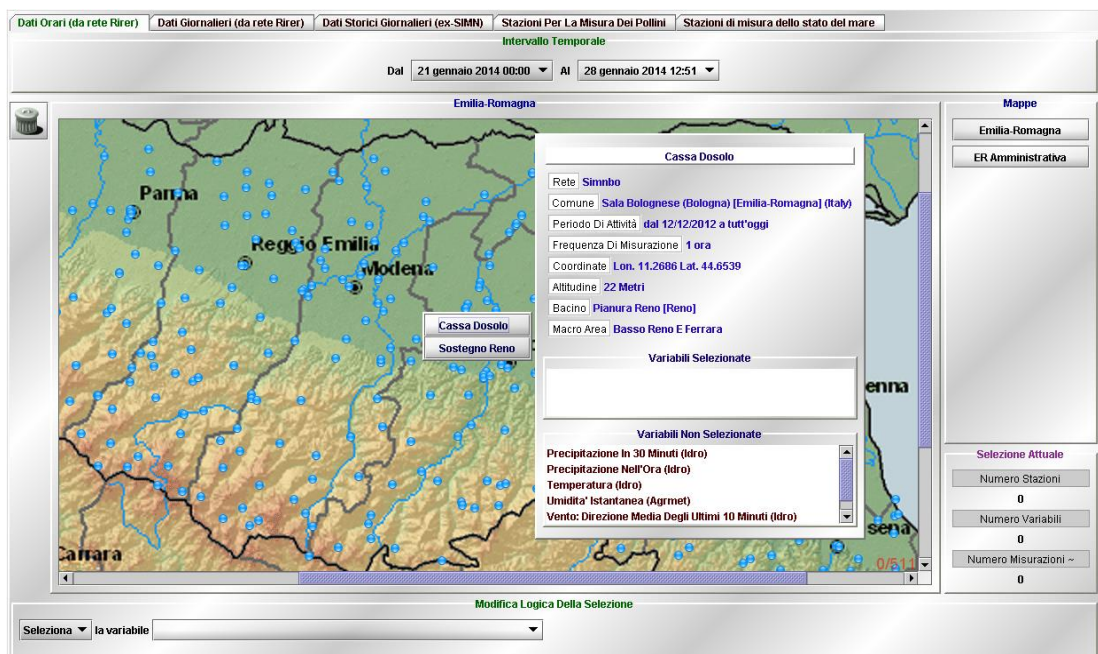 Dati Orari (da rete Rirer) Dati Giornalieri (da rete Rirer) Dati Storici Giornalieri (ex-SIMN) Stazioni Per La Misura Dei Pollini Stazioni di misura dello stato del mare
Intervallo Temporale
Dal 21 gennaio 2014 00:00 Al 28 gennaio 2014 12:51
Emilia-Romagna
Parma
Reggio Emilia
Modena
Cassa Dosolo
Sostegno Reno
Carrara
Cassa Dosolo
Rete Simnbo
Comune Sala Bolognese (Bologna) [Emilia-Romagna] (Italy)
Periodo Di Attività dal 12/12/2012 a tutt'oggi
Frequenza Di Misurazione 1 ora
Coordinate Lon. 11.2686 Lat. 44.6539
Altitudine 22 Metri
Bacino Pianura Reno [Reno]
Macro Area Basso Reno E Ferrara
Variabili Selezionate
Variabili Non Selezionate
Precipitazione In 30 Minuti (Idro)
Precipitazione Nell'Ora (Idro)
Temperatura (Idro)
Umidita' Istantanea (Agrmet)
Vento: Direzione Media Degli Ultimi 10 Minuti (Idro)
enna
sena
0/511
Mappe
Emilia-Romagna
ER Amministrativa
Selezione Attuale
Numero Stazioni
0
Numero Variabili
0
Numero Misurazioni ~
0
Modifica Logica Della Selezione
Seleziona la variabile